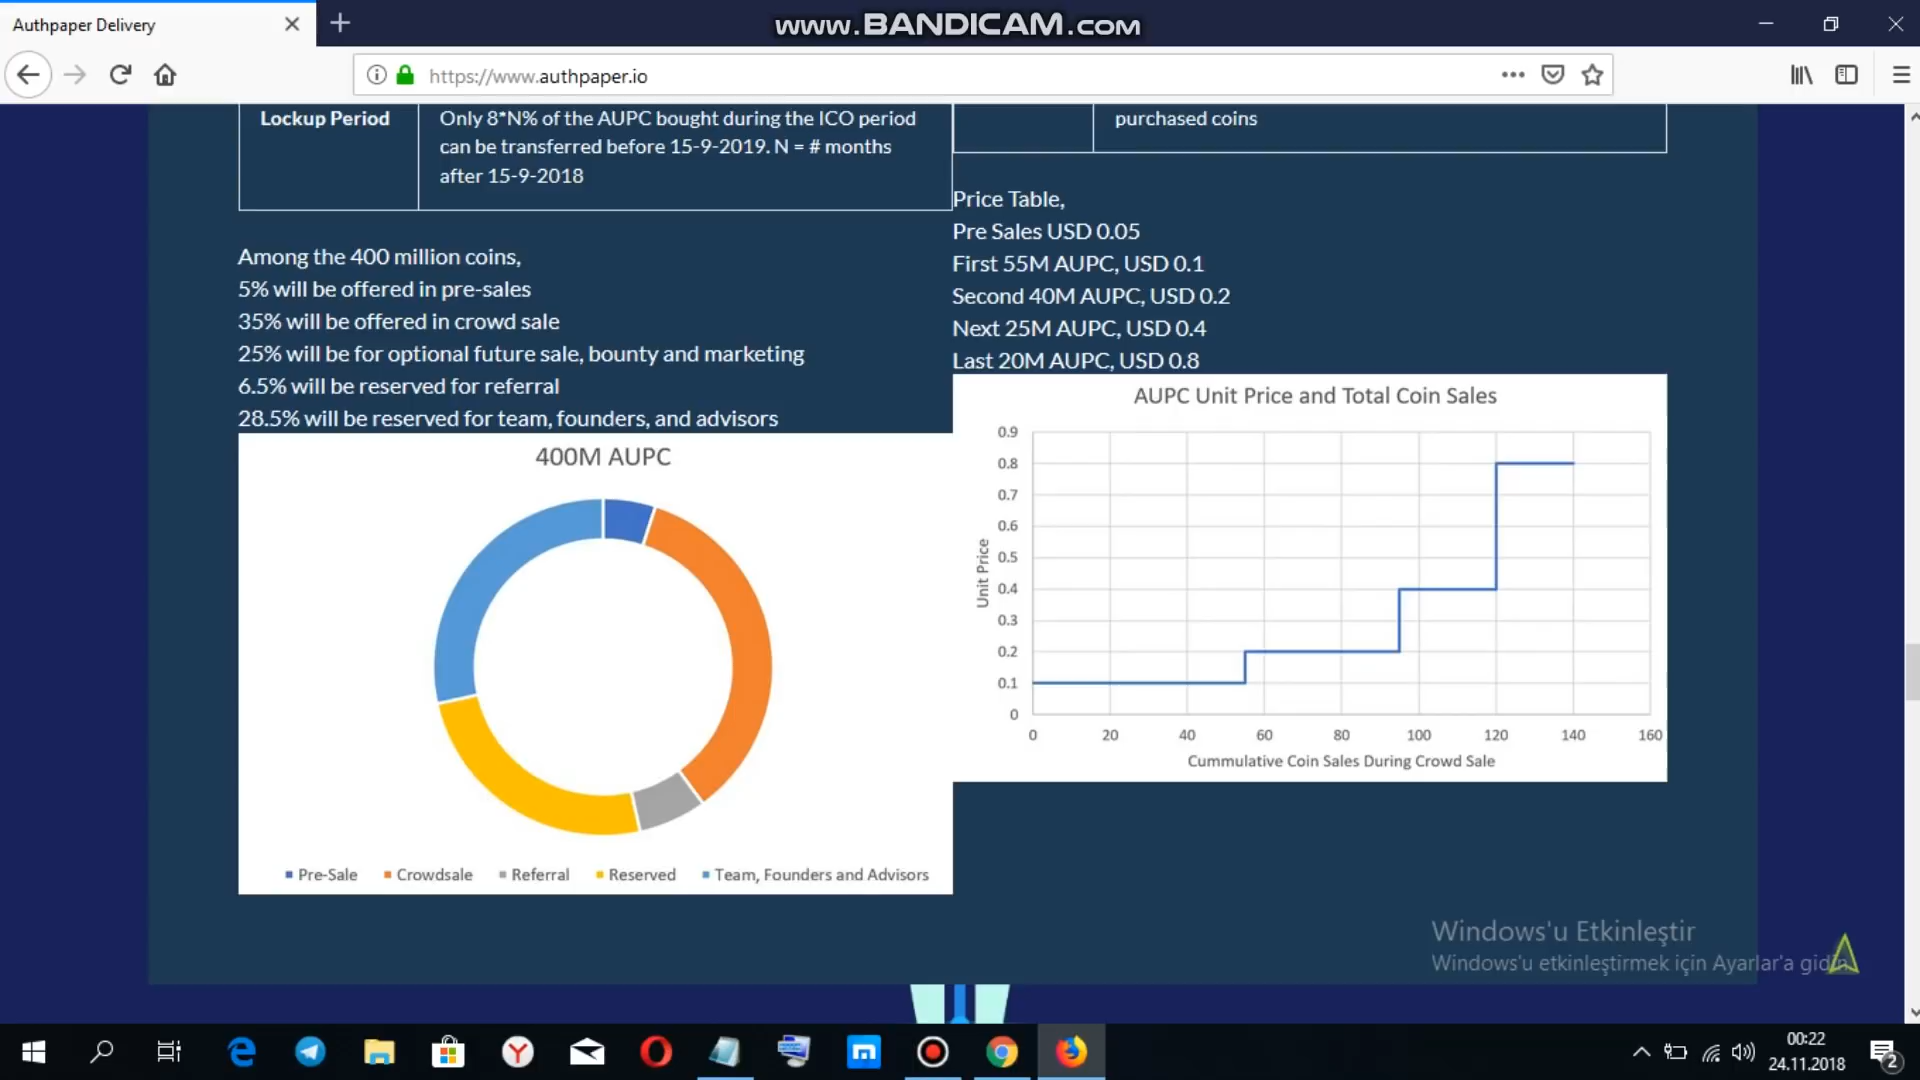 Authpaper Delivery
www.BANDICAM.com
https://www.authpaper.io
Lockup Period
Only 8*N% of the AUPC bought during the ICO period
can be transferred before 15-9-2019. N = # months
after 15-9-2018
purchased coins
Among the 400 million coins,
5% will be offered in pre-sales
35% will be offered in crowd sale
25% will be for optional future sale, bounty and marketing
6.5% will be reserved for referral
28.5% will be reserved for team, founders, and advisors
400M AUPC
Pre-Sale Crowdsale Referral Reserved Team, Founders and Advisors
Price Table,
Pre Sales USD 0.05
First 55M AUPC, USD 0.1
Second 40M AUPC, USD 0.2
Next 25M AUPC, USD 0.4
Last 20M AUPC, USD 0.8
AUPC Unit Price and Total Coin Sales
0.9
0.8
0.7
0.6
0.5
0.4
0.3
0.2
0.1
0
Unit Price
0 20 40 60 80 100 120 140 160
Cummulative Coin Sales During Crowd Sale
Windows'u Etkinleştir
Windows'u etkinleştirmek için Ayarlar'a gidin.
00:22
24.11.2018
2